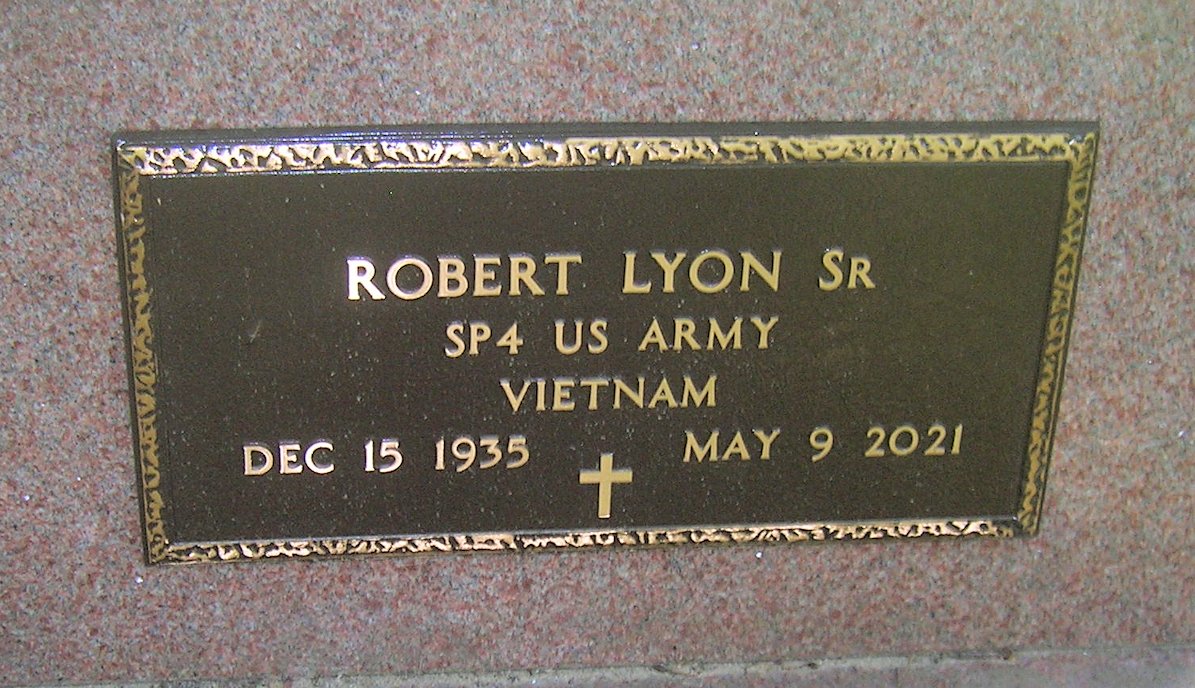 ROBERT LYON SR
SP4 US ARMY
VIETNAM
DEC 15 1935 MAY 9 2021